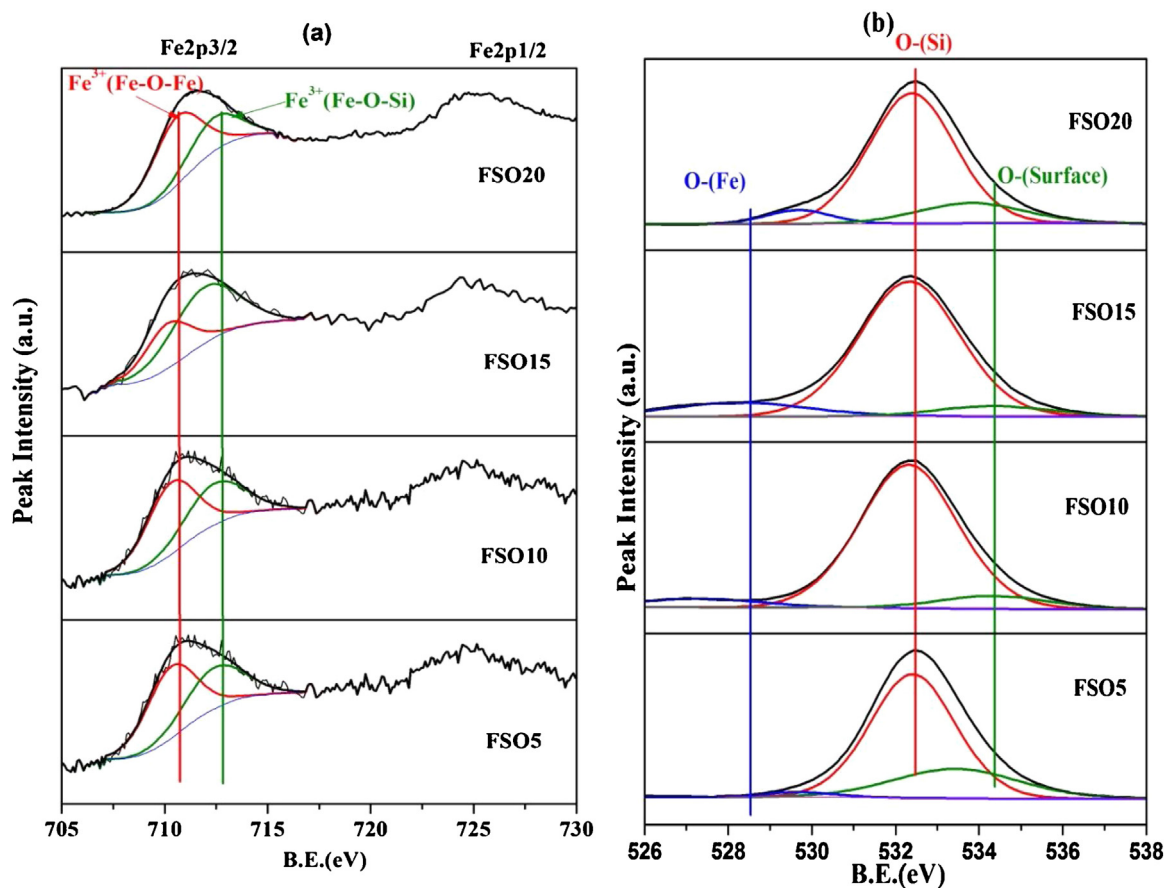 (a)
Fe2p3/2
Fe2p1/2
Fe³⁺(Fe-O-Fe)
Fe³⁺(Fe-O-Si)
FSO20
FSO15
FSO10
FSO5
Peak Intensity (a.u.)
705 710 715 720 725 730
B.E.(eV)
(b)
O-(Si)
FSO20
O-(Fe)
O-(Surface)
FSO15
FSO10
FSO5
Peak Intensity (a.u.)
526 528 530 532 534 536 538
B.E.(eV)